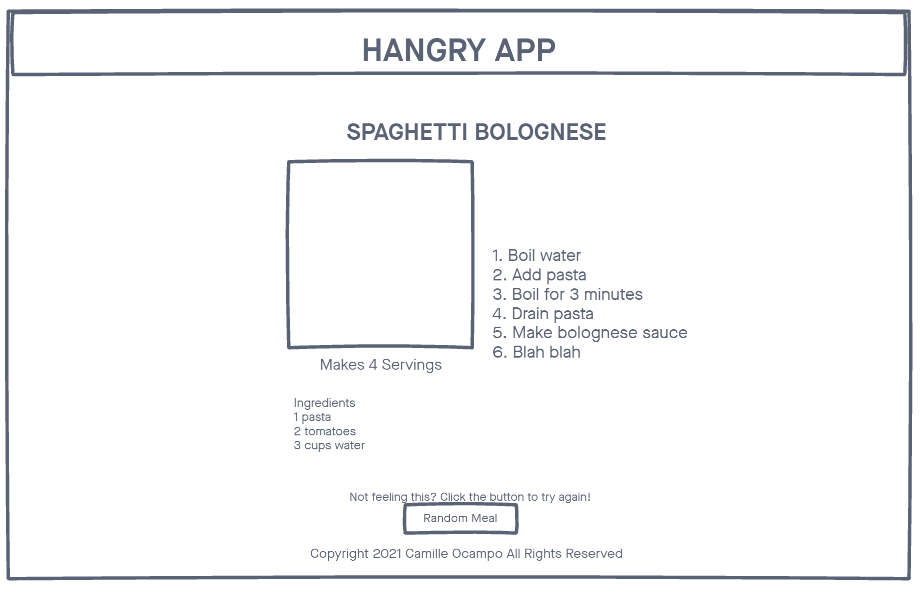 HANGRY APP
SPAGHETTI BOLOGNESE
1. Boil water
2. Add pasta
3. Boil for 3 minutes
4. Drain pasta
5. Make bolognese sauce
6. Blah blah
Makes 4 Servings
Ingredients
1 pasta
2 tomatoes
3 cups water
Not feeling this? Click the button to try again!
Random Meal
Copyright 2021 Camille Ocampo All Rights Reserved